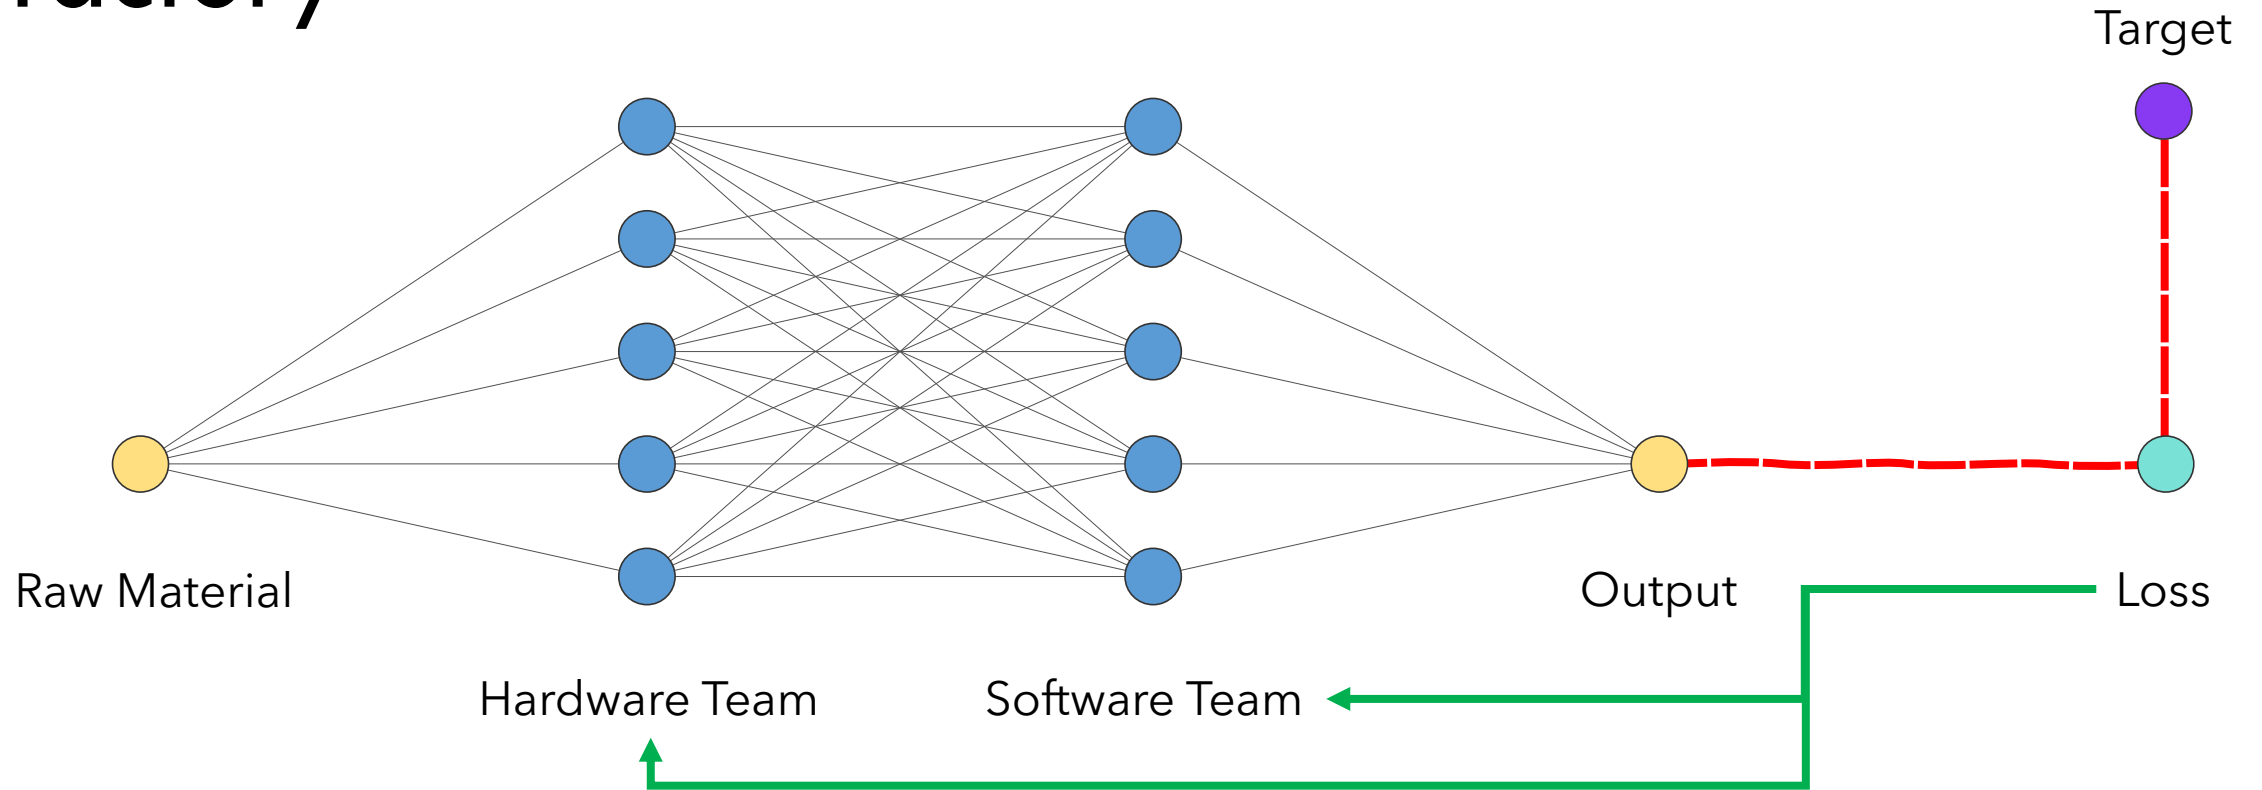 Target
Raw Material
Output
Loss
Hardware Team
Software Team